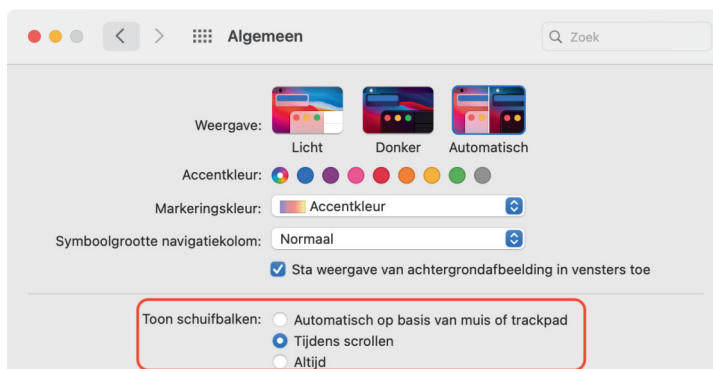 Algemeen
Zoek
Weergave:
Licht Donker Automatisch
Accentkleur:
Markeringskleur: Accentkleur
Symboolgrootte navigatiekolom: Normaal
Sta weergave van achtergrondafbeelding in vensters toe
Toon schuifbalken: Automatisch op basis van muis of trackpad
Tijdens scrollen
Altijd